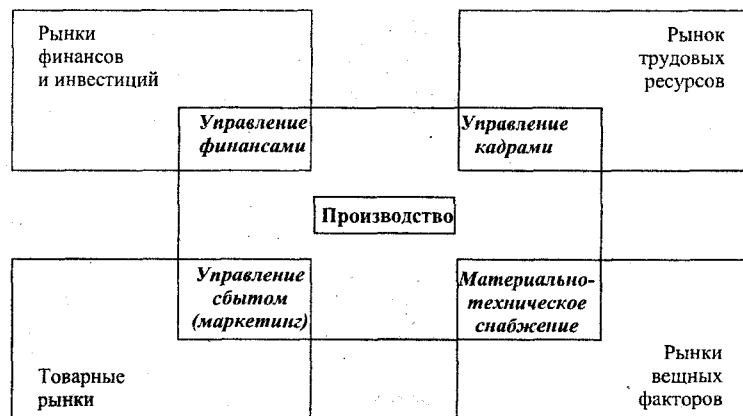 Рынки
финансов
и инвестиций
Рынок
трудовых
ресурсов
Управление
финансами
Управление
кадрами
Производство
Управление
сбытом
(маркетинг)
Материально-
техническое
снабжение
Товарные
рынки
Рынки
вещных
факторов